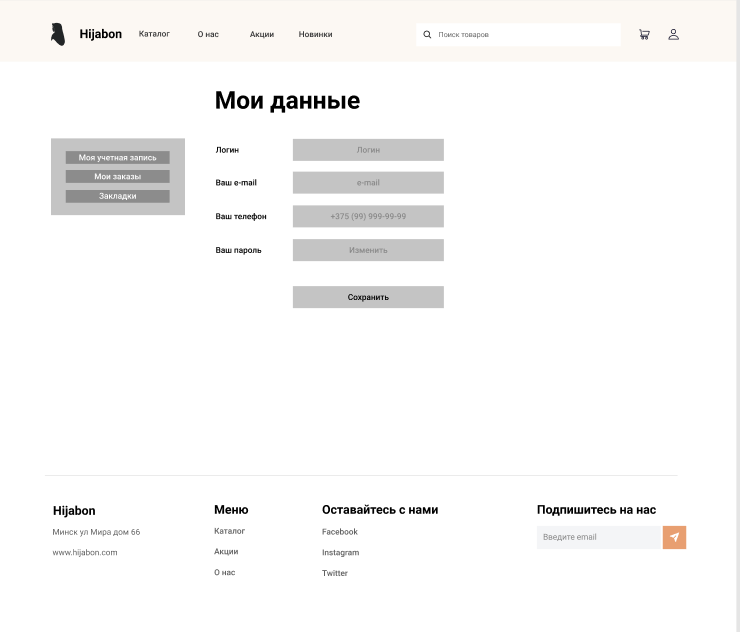 Hijabon
Каталог
О нас
Акции
Новинки
Поиск товаров
Мои данные
Моя учетная запись
Мои заказы
Закладки
Логин
Логин
Ваш e-mail
e-mail
Ваш телефон
+375 (99) 999-99-99
Ваш пароль
Изменить
Сохранить
Hijabon
Минск ул Мира дом 66
www.hijabon.com
Меню
Каталог
Акции
О нас
Оставайтесь с нами
Facebook
Instagram
Twitter
Подпишитесь на нас
Введите email